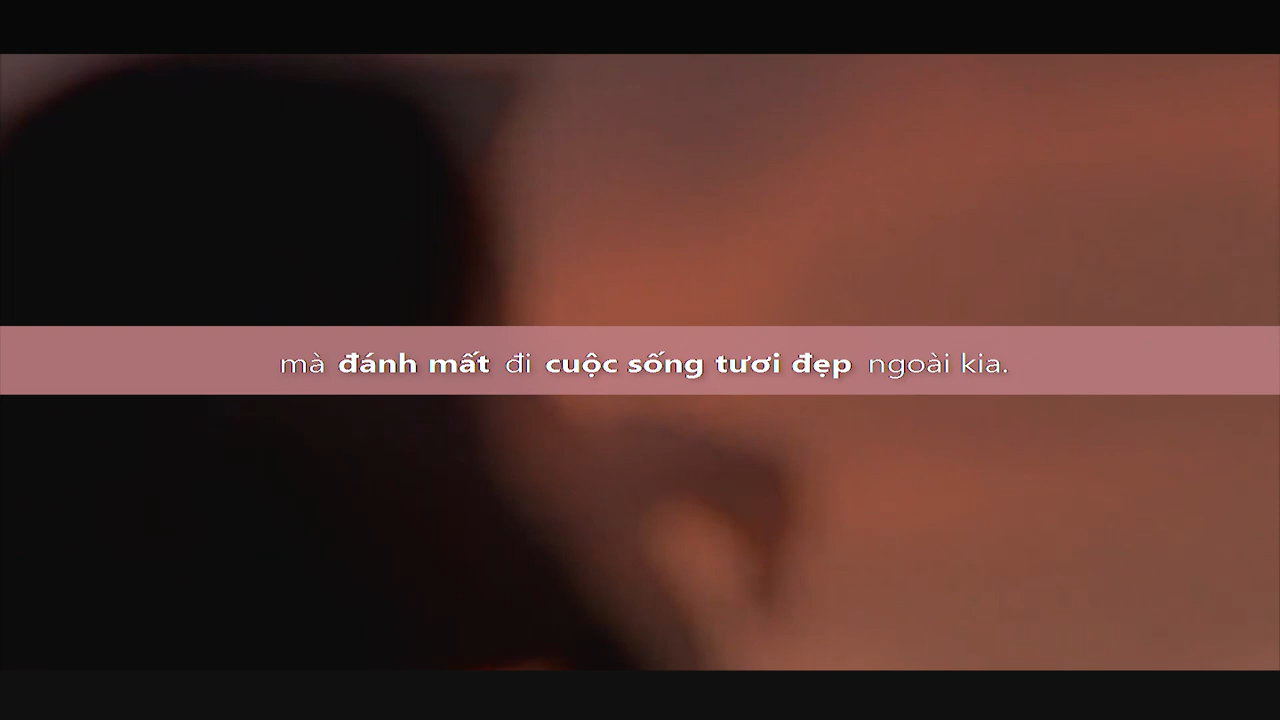 mà đánh mất đi cuộc sống tươi đẹp ngoài kia.